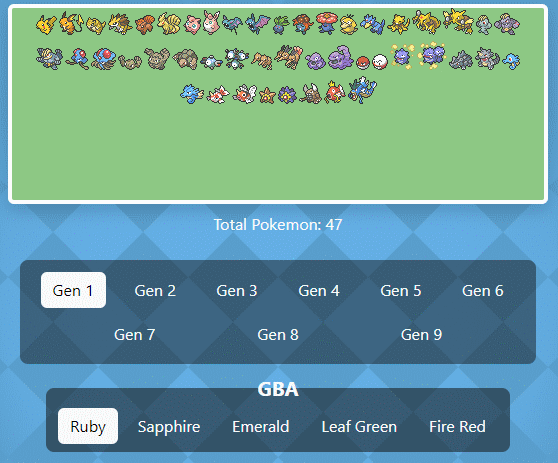 Total Pokemon: 47
Gen 1 Gen 2 Gen 3 Gen 4 Gen 5 Gen 6
Gen 7 Gen 8 Gen 9
GBA
Ruby Sapphire Emerald Leaf Green Fire Red